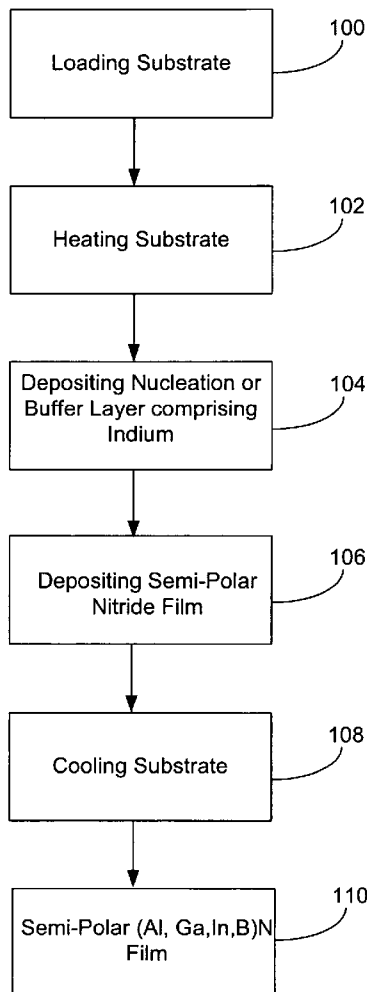 100
Loading Substrate
102
Heating Substrate
Depositing Nucleation or
Buffer Layer comprising
Indium
104
Depositing Semi-Polar
Nitride Film
106
Cooling Substrate
108
Semi-Polar (Al, Ga,In,B)N
Film
110